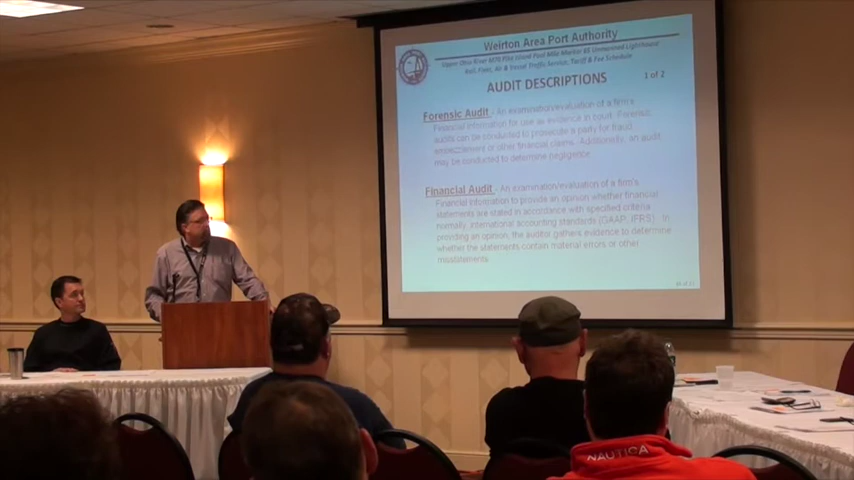 Weirton Area Port Authority
Upper Ohio River 4970 Pike Island Pool Mile Marker 65 Unmanned Lighthouse
Rail, Fleet, Air & Vessel Traffic Service, Tariff & Fee Schedule
AUDIT DESCRIPTIONS
1 of 2
Forensic Audit - An examination/evaluation of a firm's
Financial information for use as evidence in court. Forensic
audits can be conducted to prosecute a party for fraud,
embezzlement or other financial claims. Additionally, an audit
may be conducted to determine negligence.
Financial Audit - An examination/evaluation of a firm's
Financial information to provide an opinion whether financial
statements are stated in accordance with specified criteria
normally, international accounting standards (GAAP, IFRS). In
providing an opinion, the auditor gathers evidence to determine
whether the statements contain material errors or other
misstatements.
NAUTICA